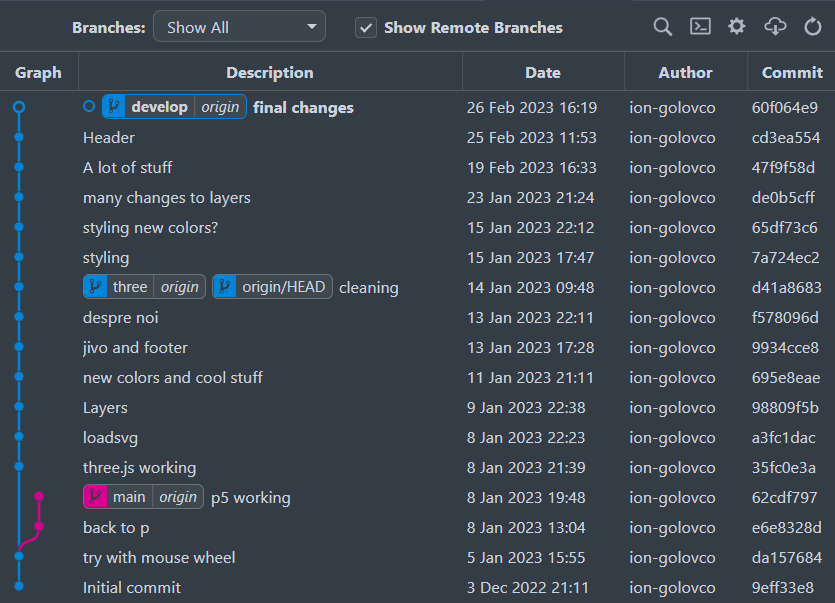 Branches: Show All Show Remote Branches
Graph Description Date Author Commit
develop origin final changes 26 Feb 2023 16:19 ion-golovco 60f064e9
Header 25 Feb 2023 11:53 ion-golovco cd3ea554
A lot of stuff 19 Feb 2023 16:33 ion-golovco 47f9f58d
many changes to layers 23 Jan 2023 21:24 ion-golovco de0b5cff
styling new colors? 15 Jan 2023 22:12 ion-golovco 65df73c6
styling 15 Jan 2023 17:47 ion-golovco 7a724ec2
three origin origin/HEAD cleaning 14 Jan 2023 09:48 ion-golovco d41a8683
despre noi 13 Jan 2023 22:11 ion-golovco f578096d
jivo and footer 13 Jan 2023 17:28 ion-golovco 9934cce8
new colors and cool stuff 11 Jan 2023 21:11 ion-golovco 695e8eae
Layers 9 Jan 2023 22:38 ion-golovco 98809f5b
loadsvg 8 Jan 2023 22:23 ion-golovco a3fc1dac
three.js working 8 Jan 2023 21:39 ion-golovco 35fc0e3a
main origin p5 working 8 Jan 2023 19:48 ion-golovco 62cdf797
back to p 8 Jan 2023 13:04 ion-golovco e6e8328d
try with mouse wheel 5 Jan 2023 15:55 ion-golovco da157684
Initial commit 3 Dec 2022 21:11 ion-golovco 9eff33e8